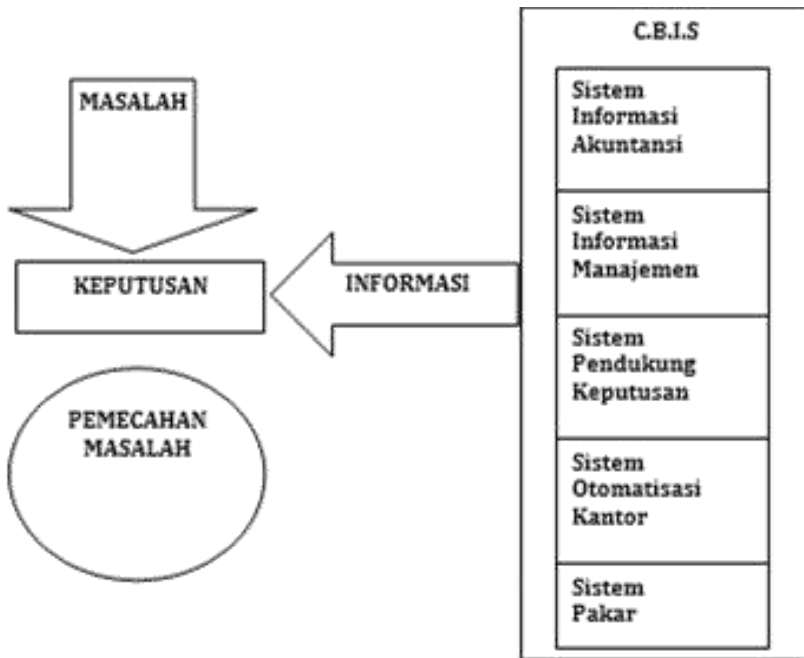 C.B.I.S
MASALAH
Sistem
Informasi
Akuntansi
Sistem
Informasi
Manajemen
KEPUTUSAN
INFORMASI
Sistem
Pendukung
Keputusan
PEMECAHAN
MASALAH
Sistem
Otomatisasi
Kantor
Sistem
Pakar